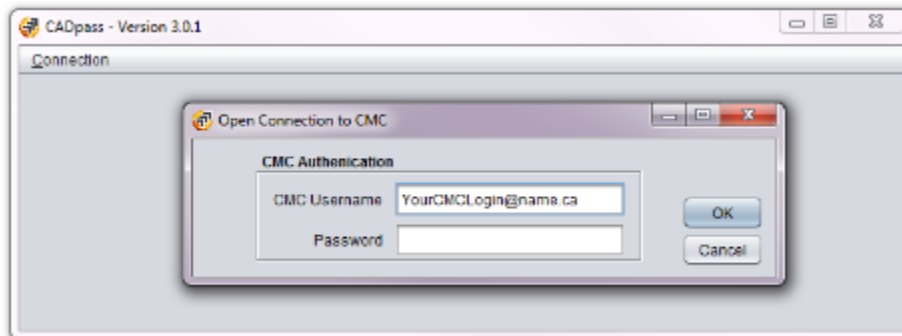 CADpass - Version 3.0.1
Connection
Open Connection to CMC
CMC Authenication
CMC Username YourCMCLogin@name.ca
OK
Password
Cancel